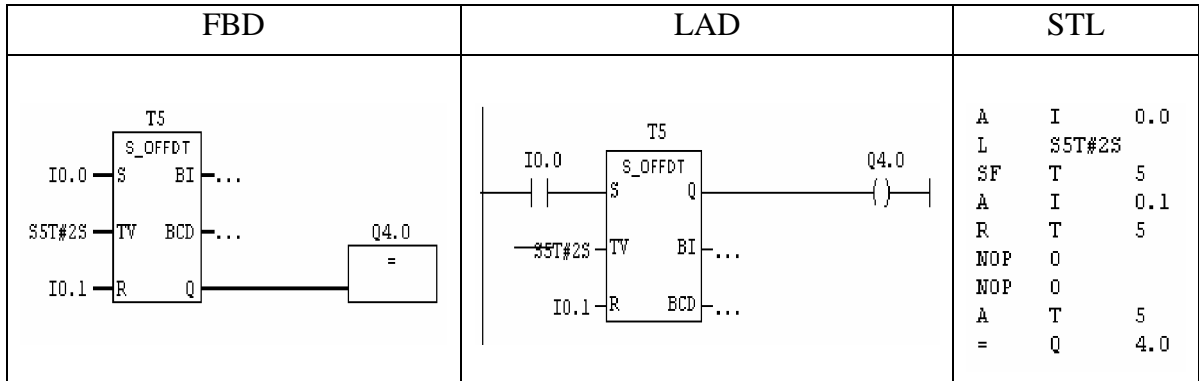 FBD
LAD
STL
T5
S_OFFDT
I0.0 S BI ...
S5T#2S TV BCD ...
Q4.0
=
I0.1 R Q
T5
I0.0
S_OFFDT
Q4.0
S Q
( )
S5T#2S TV BI ...
I0.1 R BCD ...
A I 0.0
L S5T#2S
SF T 5
A I 0.1
R T 5
NOP 0
NOP 0
A T 5
= Q 4.0